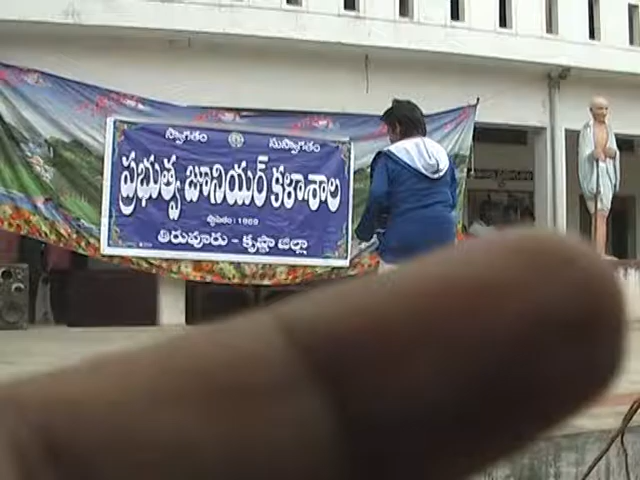 స్వాగతం సుస్వాగతం
ప్రభుత్వ జూనియర్ కళాశాల
స్థాపితం : 1969
తిరువూరు - కృష్ణా జిల్లా